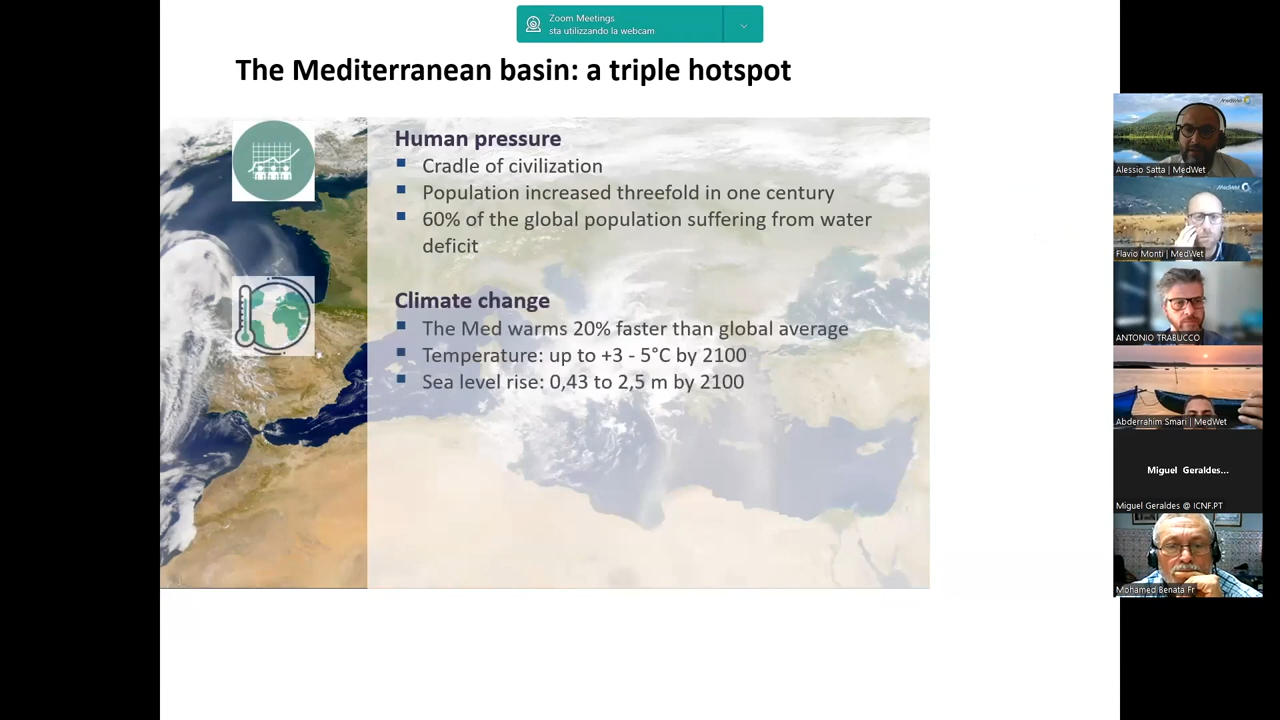 Zoom Meetings
sta utilizzando la webcam
The Mediterranean basin: a triple hotspot
Human pressure
Cradle of civilization
Population increased threefold in one century
60% of the global population suffering from water
deficit
Climate change
The Med warms 20% faster than global average
Temperature: up to +3 - 5°C by 2100
Sea level rise: 0,43 to 2,5 m by 2100
MedWet
Alessio Satta | MedWet
MedWet
Flavio Monti | MedWet
ANTONIO TRABUCCO
Abderrahim Smari | MedWet
Miguel Geraldes...
Miguel Geraldes @ ICNF.PT
Mohamed Benata Fr